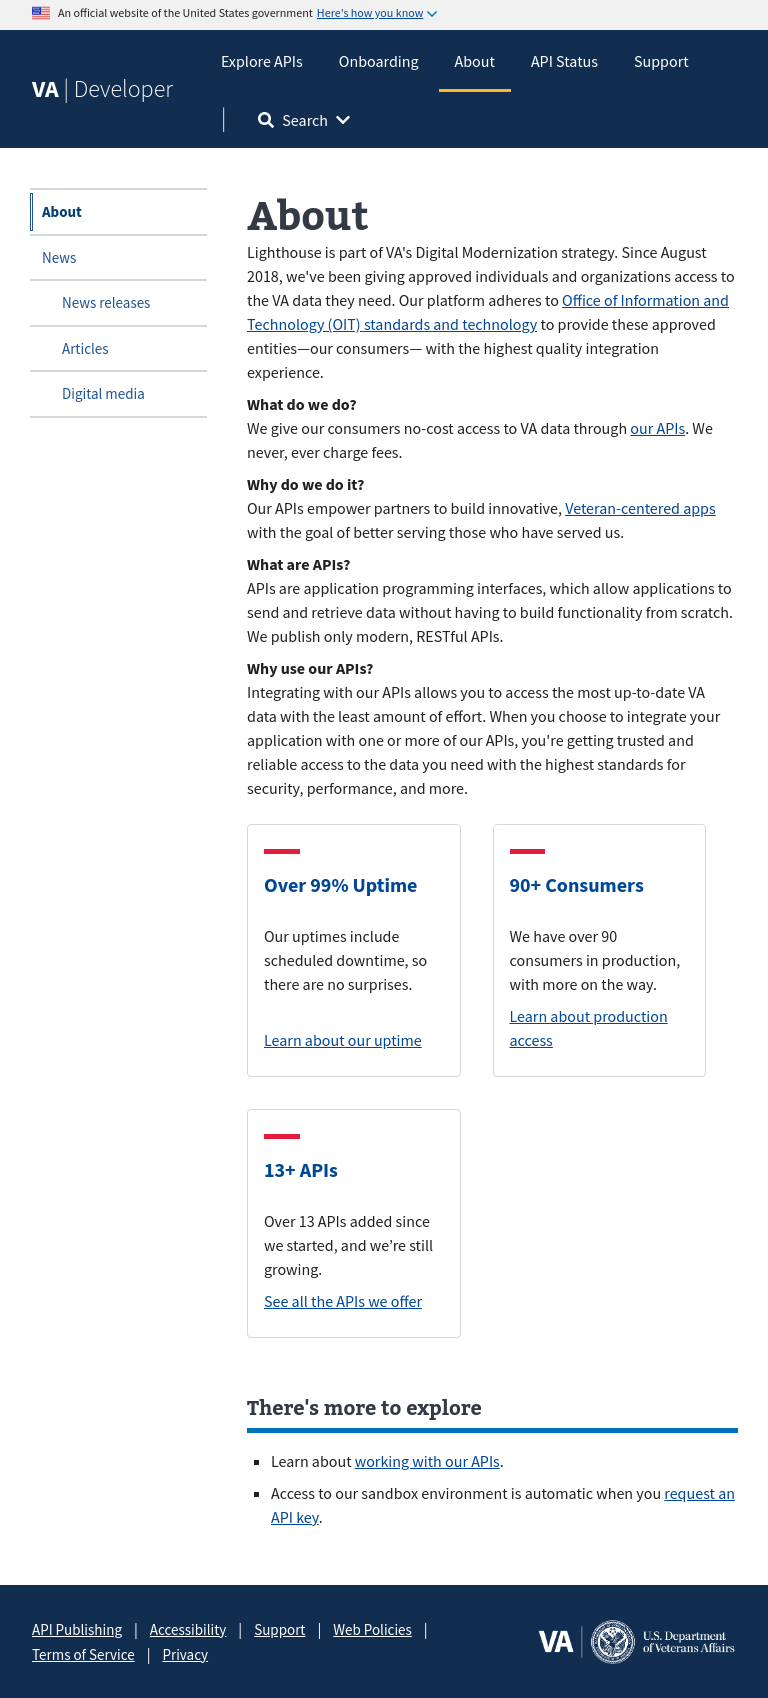 An official website of the United States government Here's how you know
VA | Developer
Explore APIs Onboarding About API Status Support
| Search
About
News
News releases
Articles
Digital media
About
Lighthouse is part of VA's Digital Modernization strategy. Since August
2018, we've been giving approved individuals and organizations access to
the VA data they need. Our platform adheres to Office of Information and
Technology (OIT) standards and technology to provide these approved
entities—our consumers— with the highest quality integration
experience.
What do we do?
We give our consumers no-cost access to VA data through our APIs. We
never, ever charge fees.
Why do we do it?
Our APIs empower partners to build innovative, Veteran-centered apps
with the goal of better serving those who have served us.
What are APIs?
APIs are application programming interfaces, which allow applications to
send and retrieve data without having to build functionality from scratch.
We publish only modern, RESTful APIs.
Why use our APIs?
Integrating with our APIs allows you to access the most up-to-date VA
data with the least amount of effort. When you choose to integrate your
application with one or more of our APIs, you're getting trusted and
reliable access to the data you need with the highest standards for
security, performance, and more.
Over 99% Uptime
Our uptimes include
scheduled downtime, so
there are no surprises.
Learn about our uptime
90+ Consumers
We have over 90
consumers in production,
with more on the way.
Learn about production
access
13+ APIs
Over 13 APIs added since
we started, and we’re still
growing.
See all the APIs we offer
There's more to explore
Learn about working with our APIs.
Access to our sandbox environment is automatic when you request an
API key.
API Publishing | Accessibility | Support | Web Policies |
Terms of Service | Privacy
VA | U.S. Department
of Veterans Affairs